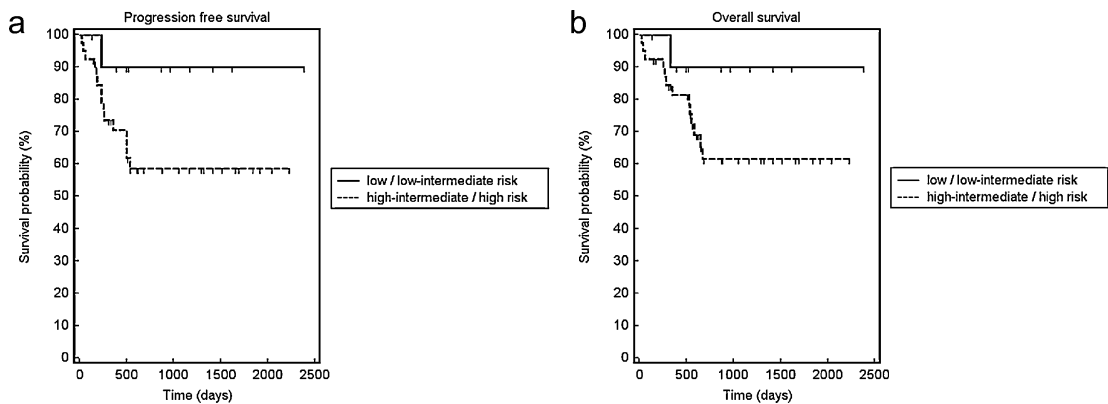 a
Progression free survival
100
90
80
70
60
50
40
30
20
10
0
Survival probability (%)
0 500 1000 1500 2000 2500
Time (days)
low / low-intermediate risk
high-intermediate / high risk
b
Overall survival
100
90
80
70
60
50
40
30
20
10
0
Survival probability (%)
0 500 1000 1500 2000 2500
Time (days)
low / low-intermediate risk
high-intermediate / high risk